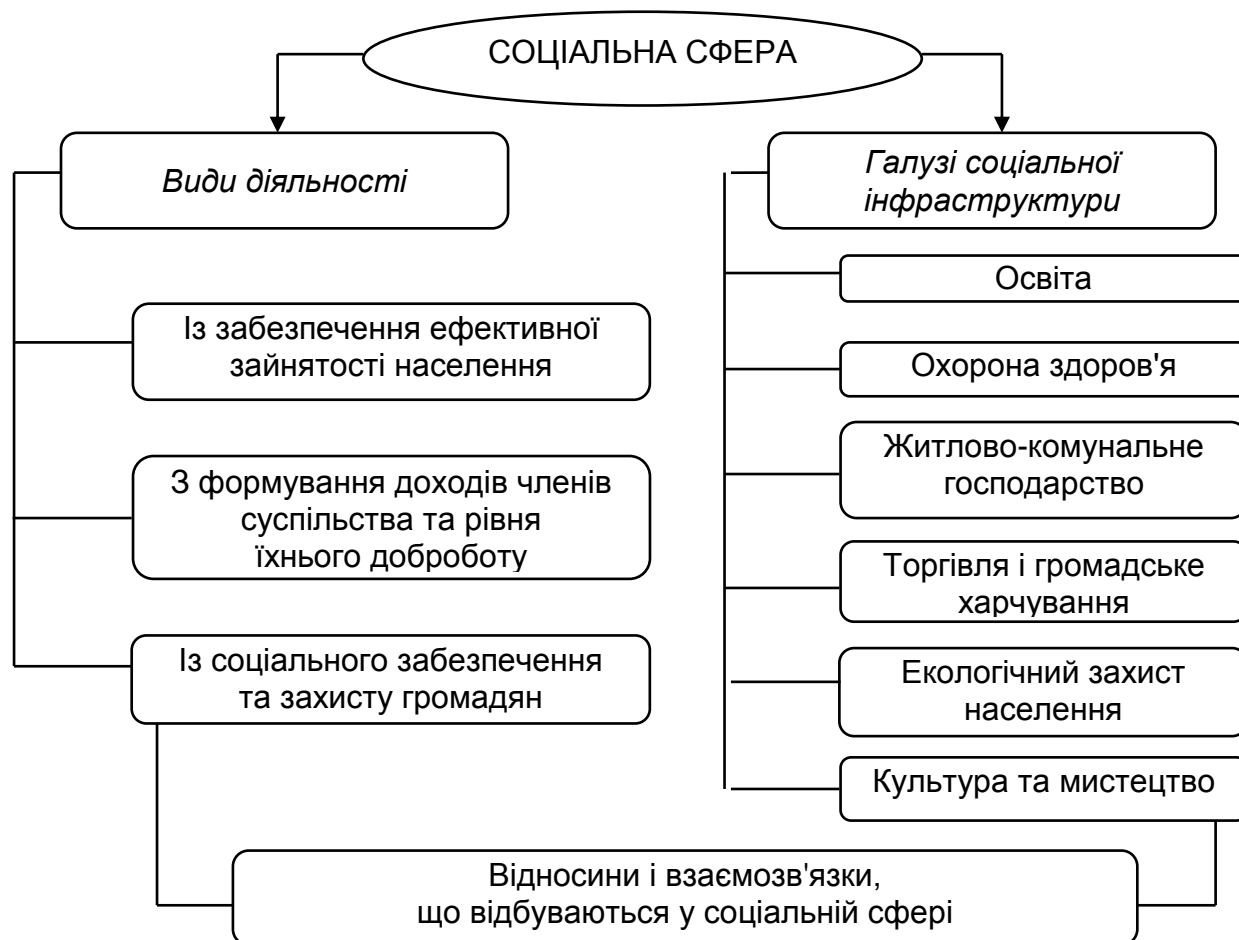 СОЦІАЛЬНА СФЕРА
Види діяльності
Із забезпечення ефективної
зайнятості населення
З формування доходів членів
суспільства та рівня
їхнього доброботу
Із соціального забезпечення
та захисту громадян
Галузі соціальної
інфраструктури
Освіта
Охорона здоров'я
Житлово-комунальне
господарство
Торгівля і громадське
харчування
Екологічний захист
населення
Культура та мистецтво
Відносини і взаємозв'язки,
що відбуваються у соціальній сфері